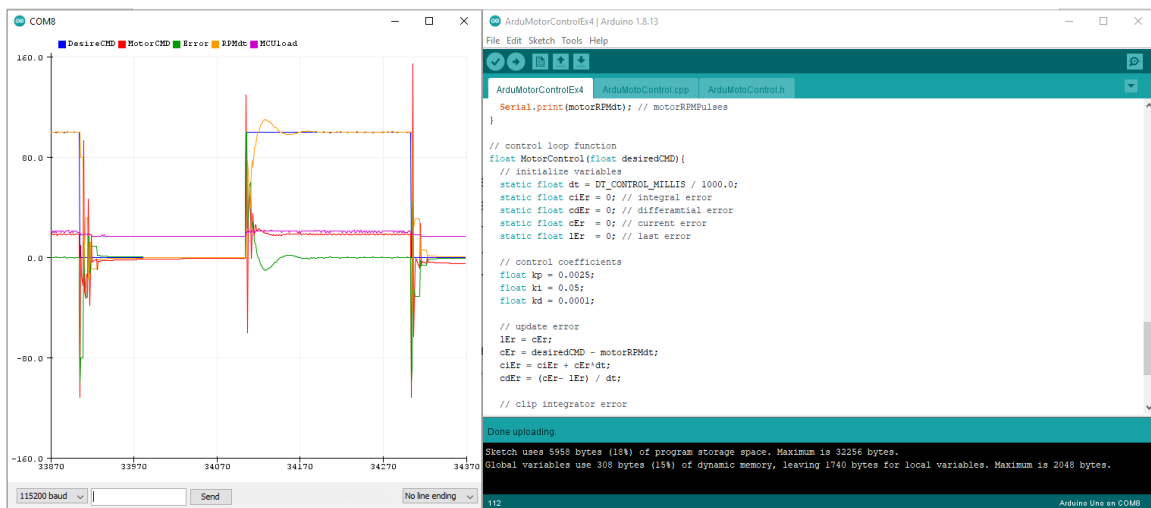 COM8
DesireCMD MotorCMD Error RPMdt MCUload
160.0
80.0
0.0
-80.0
-160.0
33870 33970 34070 34170 34270 34370
115200 baud Send No line ending
ArduMotorControlEx4 | Arduino 1.8.13
File Edit Sketch Tools Help
ArduMotorControlEx4 ArduMotoControl.cpp ArduMotoControl.h
Serial.print(motorRPMdt); // motorRPMPulses
}
// control loop function
float MotorControl(float desiredCMD){
// initialize variables
static float dt = DT_CONTROL_MILLIS / 1000.0;
static float ciEr = 0; // integral error
static float cdEr = 0; // differamtial error
static float cEr = 0; // current error
static float lEr = 0; // last error
// control coefficients
float kp = 0.0025;
float ki = 0.05;
float kd = 0.0001;
// update error
lEr = cEr;
cEr = desiredCMD - motorRPMdt;
ciEr = ciEr + cEr*dt;
cdEr = (cEr- lEr) / dt;
// clip integrator error
Done uploading.
Sketch uses 5958 bytes (18%) of program storage space. Maximum is 32256 bytes.
Global variables use 308 bytes (15%) of dynamic memory, leaving 1740 bytes for local variables. Maximum is 2048 bytes.
112 Arduino Uno on COM8